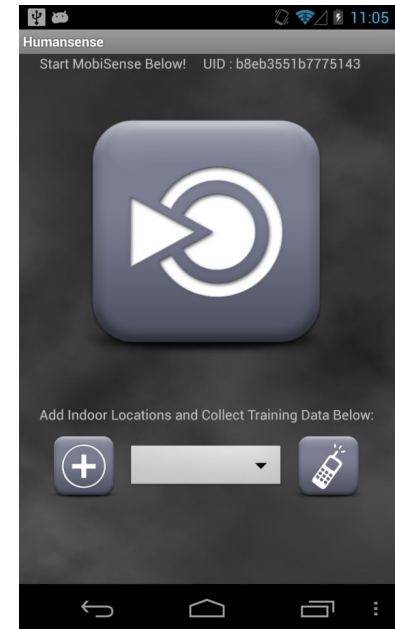 11:05
Humansense
Start MobiSense Below! UID : b8eb3551b7775143
Add Indoor Locations and Collect Training Data Below: